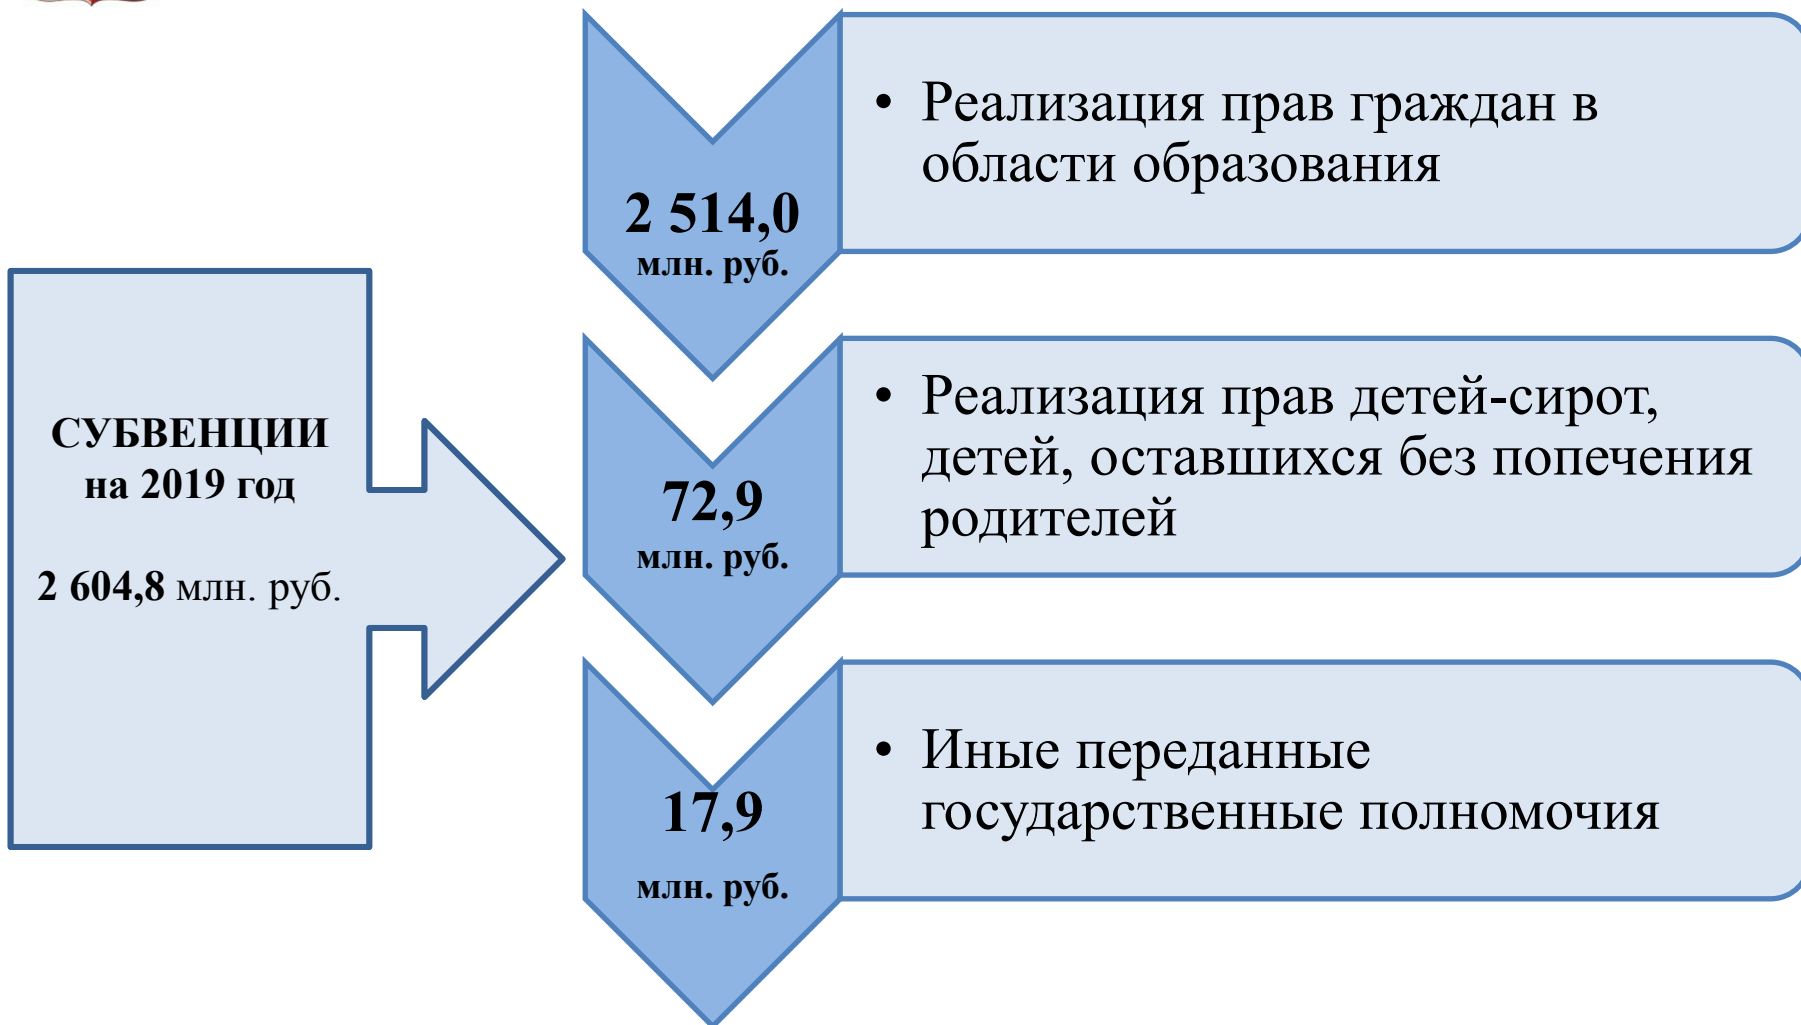 СУБВЕНЦИИ
на 2019 год
2 604,8 млн. руб.
2 514,0
млн. руб.
• Реализация прав граждан в
области образования
72,9
млн. руб.
• Реализация прав детей-сирот,
детей, оставшихся без попечения
родителей
17,9
млн. руб.
• Иные переданные
государственные полномочия